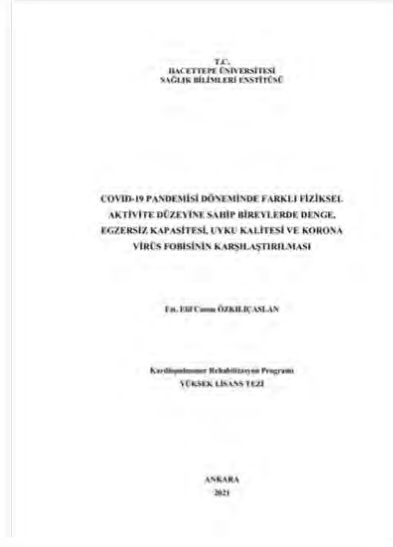 T.C.
HACETTEPE ÜNİVERSİTESİ
SAĞLIK BİLİMLERİ ENSTİTÜSÜ
COVID-19 PANDEMİSİ DÖNEMİNDE FARKLI FİZİKSEL
AKTİVİTE DÜZEYİNE SAHİP BİREYLERDE DENGE,
EGZERSİZ KAPASİTESİ, UYKU KALİTESİ VE KORONA
VİRÜS FOBİSİNİN KARŞILAŞTIRILMASI
Elif ÖZKILIÇASLAN
Kardiopulmoner Rehabilitasyon Programı
YÜKSEK LİSANS TEZİ
ANKARA
2021